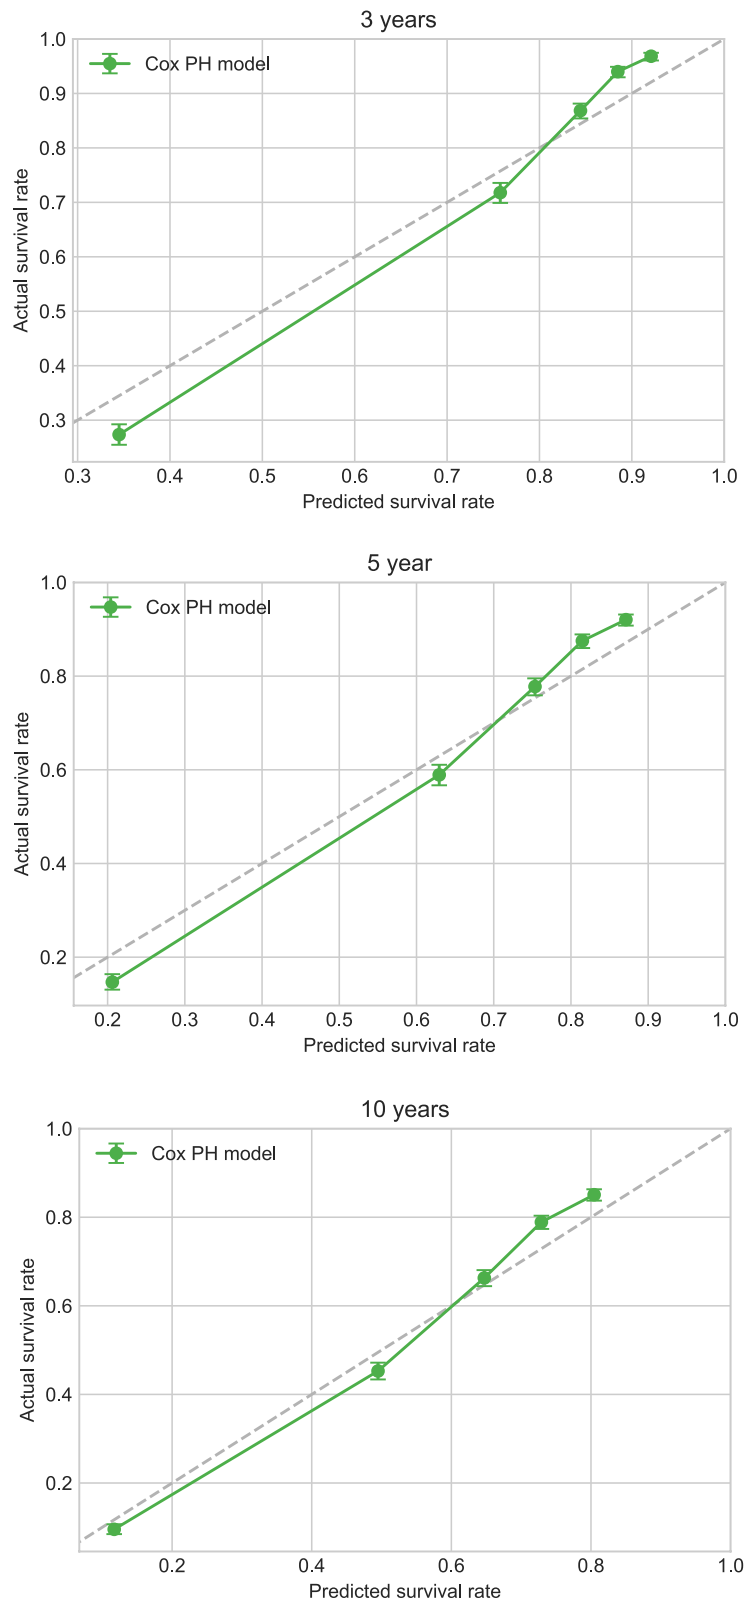 3 years
Cox PH model
Actual survival rate
1.0
0.9
0.8
0.7
0.6
0.5
0.4
0.3
0.3 0.4 0.5 0.6 0.7 0.8 0.9 1.0
Predicted survival rate
5 year
Cox PH model
Actual survival rate
1.0
0.8
0.6
0.4
0.2
0.2 0.3 0.4 0.5 0.6 0.7 0.8 0.9 1.0
Predicted survival rate
10 years
Cox PH model
Actual survival rate
1.0
0.8
0.6
0.4
0.2
0.2 0.4 0.6 0.8 1.0
Predicted survival rate